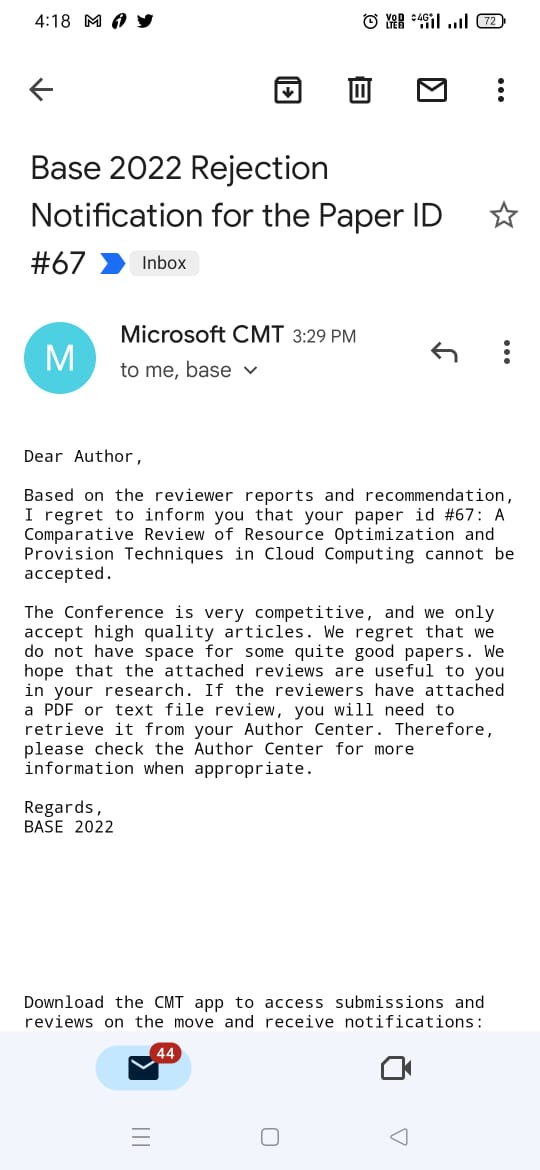 4:18
VoD LTE 4G 72
Base 2022 Rejection
Notification for the Paper ID
#67 Inbox
M
Microsoft CMT 3:29 PM
to me, base
Dear Author,
Based on the reviewer reports and recommendation,
I regret to inform you that your paper id #67: A
Comparative Review of Resource Optimization and
Provision Techniques in Cloud Computing cannot be
accepted.
The Conference is very competitive, and we only
accept high quality articles. We regret that we
do not have space for some quite good papers. We
hope that the attached reviews are useful to you
in your research. If the reviewers have attached
a PDF or text file review, you will need to
retrieve it from your Author Center. Therefore,
please check the Author Center for more
information when appropriate.
Regards,
BASE 2022
Download the CMT app to access submissions and
reviews on the move and receive notifications:
44